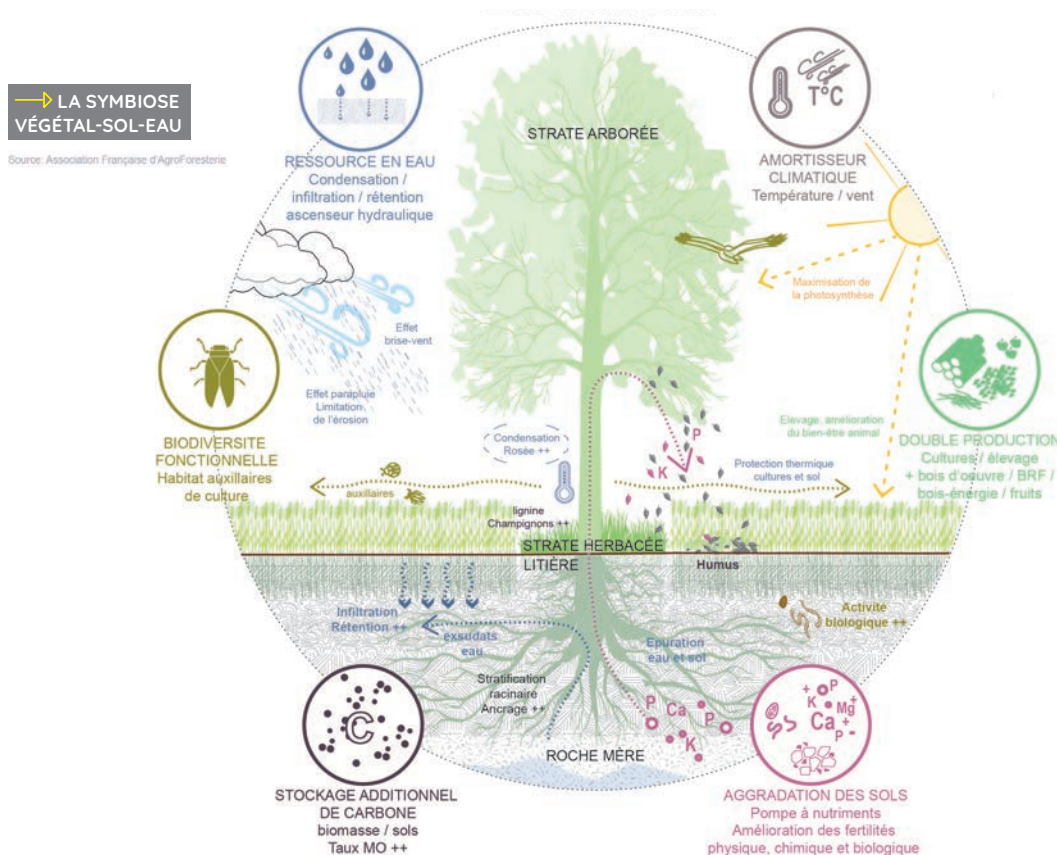 LA SYMBIOSE
VÉGÉTAL-SOL-EAU
Source: Association Française d'AgroForesterie
RESSOURCE EN EAU
Condensation /
infiltration / rétention
ascenseur hydraulique
STRATE ARBORÉE
T°C
AMORTISSEUR
CLIMATIQUE
Température / vent
Maximisation de
la photosynthèse
Effet
brise-vent
Effet parapluie
Limitation
de l'érosion
BIODIVERSITE
FONCTIONNELLE
Habitat auxiliaires
de culture
Condensation
Rosée ++
P
K
Elevage, amélioration
du bien-être animal
DOUBLE PRODUCTION
Cultures / élevage
+ bois d'oeuvre / BRF /
bois-énergie / fruits
Protection thermique
cultures et sol
auxiliaires
lignine
Champignons ++
STRATE HERBACÉE
LITIÈRE
Humus
Infiltration
Rétention ++
exsudats
eau
Epuration
eau et sol
Activité
biologique ++
Stratification
racinaire
Ancrage ++
P Ca P
K
ROCHE MÈRE
C
+ P
K Mg +
Ca +
P -
STOCKAGE ADDITIONNEL
DE CARBONE
biomasse / sols
Taux MO ++
AGGRADATION DES SOLS
Pompe à nutriments
Amélioration des fertilités
physique, chimique et biologique